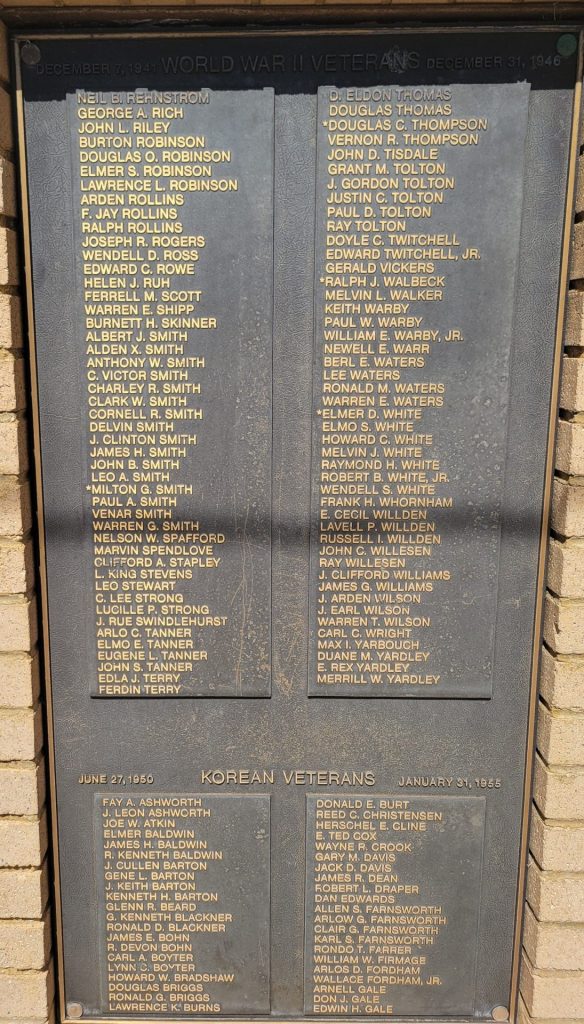 DECEMBER 7, 1941 WORLD WAR II VETERANS DECEMBER 31, 1946
NEIL B. REHNSTROM
GEORGE A. RICH
JOHN L. RILEY
BURTON ROBINSON
DOUGLAS O. ROBINSON
ELMER S. ROBINSON
LAWRENCE L. ROBINSON
ARDEN ROLLINS
F. JAY ROLLINS
RALPH ROLLINS
JOSEPH R. ROGERS
WENDELL D. ROSS
EDWARD C. ROWE
HELEN J. RUH
FERRELL M. SCOTT
WARREN E. SHIPP
BURNETT H. SKINNER
ALBERT J. SMITH
ALDEN X. SMITH
ANTHONY W. SMITH
C. VICTOR SMITH
CHARLEY R. SMITH
CLARK W. SMITH
CORNELL R. SMITH
DELVIN SMITH
J. CLINTON SMITH
JAMES H. SMITH
JOHN B. SMITH
LEO A. SMITH
*MILTON G. SMITH
PAUL A. SMITH
VENAR SMITH
WARREN G. SMITH
NELSON W. SPAFFORD
MARVIN SPENDLOVE
CLIFFORD A. STAPLEY
L. KING STEVENS
LEO STEWART
C. LEE STRONG
LUCILLE P. STRONG
J. RUE SWINDLEHURST
ARLO C. TANNER
ELMO E. TANNER
EUGENE L. TANNER
JOHN S. TANNER
EDLA J. TERRY
FERDIN TERRY
D. ELDON THOMAS
DOUGLAS THOMAS
*DOUGLAS C. THOMPSON
VERNON R. THOMPSON
JOHN D. TISDALE
GRANT M. TOLTON
J. GORDON TOLTON
JUSTIN C. TOLTON
PAUL D. TOLTON
RAY TOLTON
DOYLE C. TWITCHELL
EDWARD TWITCHELL, JR.
GERALD VICKERS
*RALPH J. WALBECK
MELVIN L. WALKER
KEITH WARBY
PAUL W. WARBY
WILLIAM E. WARBY, JR.
NEWELL E. WARR
BERL E. WATERS
LEE WATERS
RONALD M. WATERS
WARREN E. WATERS
*ELMER D. WHITE
ELMO S. WHITE
HOWARD C. WHITE
MELVIN J. WHITE
RAYMOND H. WHITE
ROBERT B. WHITE, JR.
WENDELL S. WHITE
FRANK H. WHORNHAM
E. CECIL WILLDEN
LAVELL P. WILLDEN
RUSSELL I. WILLDEN
JOHN C. WILLESEN
RAY WILLESEN
J. CLIFFORD WILLIAMS
JAMES G. WILLIAMS
J. ARDEN WILSON
J. EARL WILSON
WARREN T. WILSON
CARL C. WRIGHT
MAX I. YARBOUCH
DUANE M. YARDLEY
E. REX YARDLEY
MERRILL W. YARDLEY
JUNE 27, 1950 KOREAN VETERANS JANUARY 31, 1955
FAY A. ASHWORTH
J. LEON ASHWORTH
JOE W. ATKIN
ELMER BALDWIN
JAMES H. BALDWIN
R. KENNETH BALDWIN
J. CULLEN BARTON
GENE L. BARTON
J. KEITH BARTON
KENNETH H. BARTON
GLENN R. BEARD
G. KENNETH BLACKNER
RONALD D. BLACKNER
JAMES E. BOHN
R. DEVON BOHN
CARL A. BOYTER
LYNN C. BOYTER
HOWARD W. BRADSHAW
DOUGLAS BRIGGS
RONALD G. BRIGGS
LAWRENCE K. BURNS
DONALD E. BURT
REED C. CHRISTENSEN
HERSCHEL E. CLINE
E. TED COX
WAYNE R. CROOK
GARY M. DAVIS
JACK D. DAVIS
JAMES R. DEAN
ROBERT L. DRAPER
DAN EDWARDS
ALLEN S. FARNSWORTH
ARLOW G. FARNSWORTH
CLAIR G. FARNSWORTH
KARL S. FARNSWORTH
RONDO T. FARRER
WILLIAM W. FIRMAGE
ARLOS D. FORDHAM
WALLACE FORDHAM, JR.
ARNELL GALE
DON J. GALE
EDWIN H. GALE